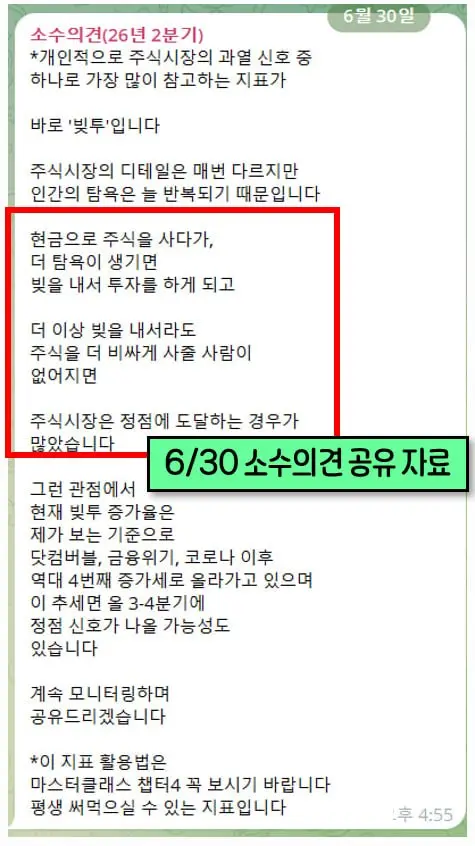 6월 30일
소수의견(26년 2분기)
*개인적으로 주식시장의 과열 신호 중
하나로 가장 많이 참고하는 지표가
바로 '빚투'입니다
주식시장의 디테일은 매번 다르지만
인간의 탐욕은 늘 반복되기 때문입니다
현금으로 주식을 사다가,
더 탐욕이 생기면
빚을 내서 투자를 하게 되고
더 이상 빚을 내서라도
주식을 더 비싸게 사줄 사람이
없어지면
주식시장은 정점에 도달하는 경우가
많았습니다
6/30 소수의견 공유 자료
그런 관점에서
현재 빚투 증가율은
제가 보는 기준으로
닷컴버블, 금융위기, 코로나 이후
역대 4번째 증가세로 올라가고 있으며
이 추세면 올 3-4분기에
정점 신호가 나올 가능성도
있습니다
계속 모니터링하며
공유드리겠습니다
*이 지표 활용법은
마스터클래스 챕터4 꼭 보시기 바랍니다
평생 써먹으실 수 있는 지표입니다
4:55